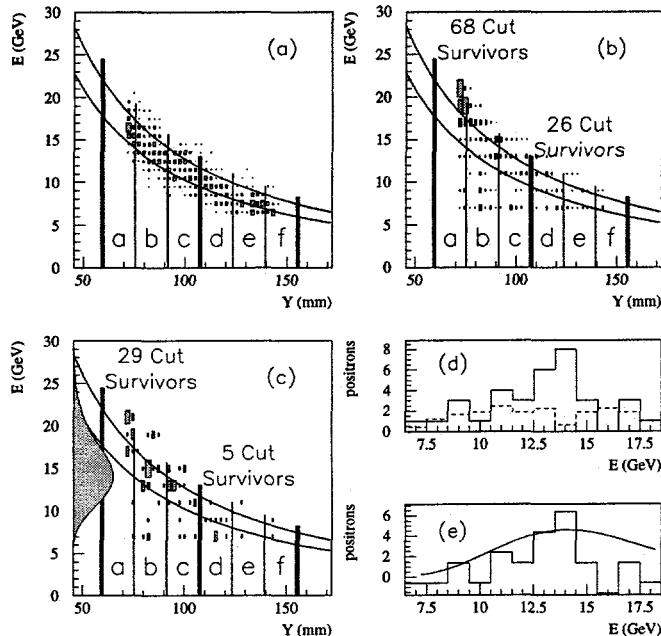 E (GeV)
30
25
20
15
10
5
0
(a)
a b c d e f
50 100 150
Y (mm)
E (GeV)
30
25
20
15
10
5
0
68 Cut
Survivors
(b)
26 Cut
Survivors
a b c d e f
50 100 150
Y (mm)
E (GeV)
30
25
20
15
10
5
0
29 Cut
Survivors
(c)
5 Cut
Survivors
a b c d e f
50 100 150
Y (mm)
positrons
8
6
4
2
0
(d)
7.5 10 12.5 15 17.5
E (GeV)
positrons
6
4
2
0
(e)
7.5 10 12.5 15 17.5
E (GeV)